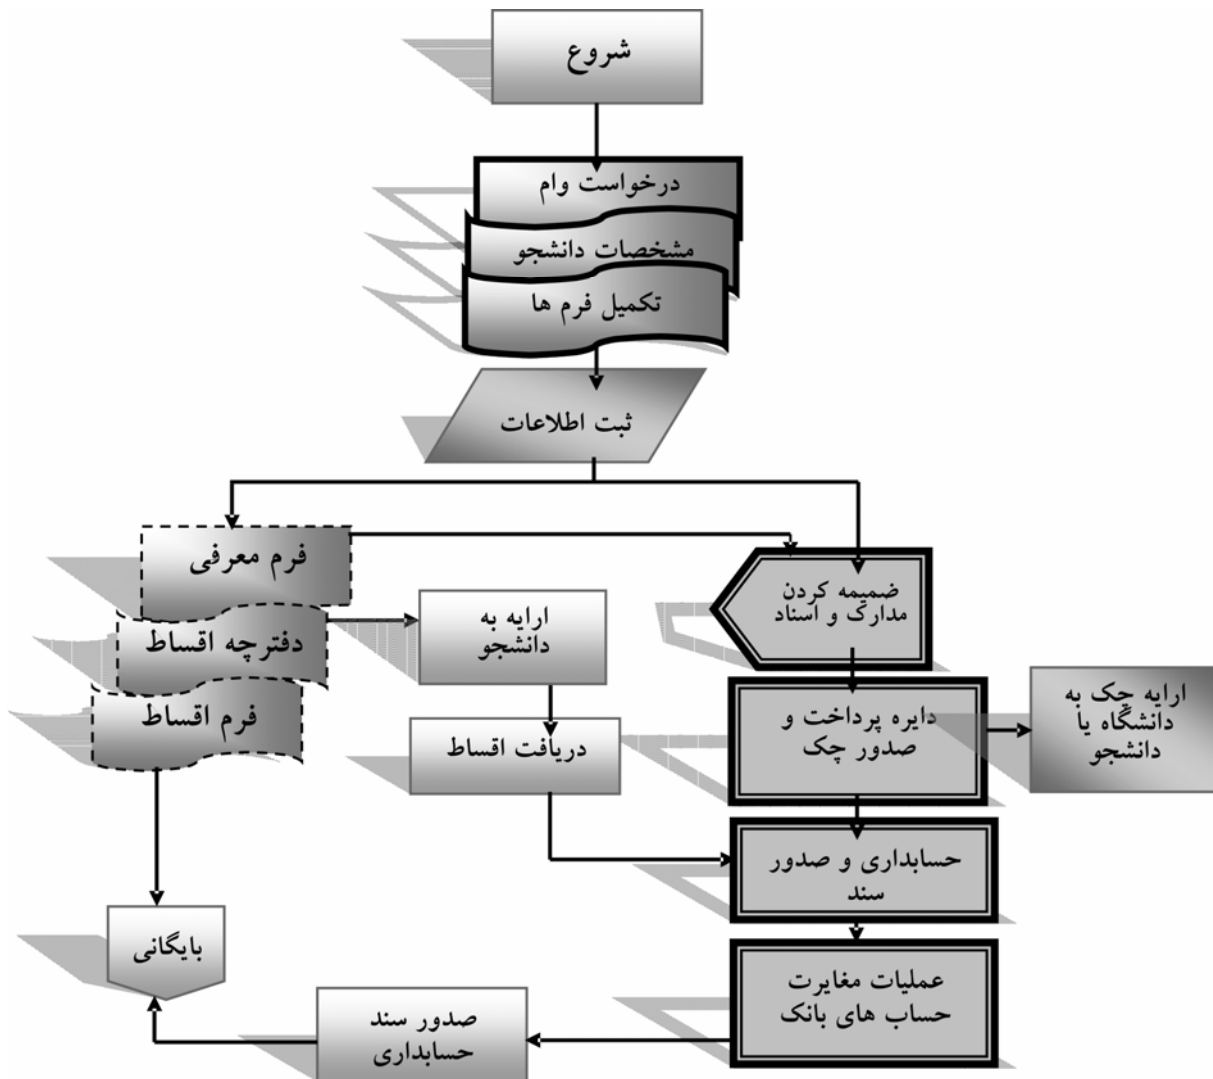 شروع
درخواست وام
مشخصات دانشجو
تکمیل فرم ها
ثبت اطلاعات
فرم معرفی
دفترچه اقساط
فرم اقساط
ارایه به
دانشجو
دریافت اقساط
ضمیمه کردن
مدارک و اسناد
دایره پرداخت و
صدور چک
ارایه چک به
دانشگاه یا
دانشجو
حسابداری و صدور
سند
عملیات مغایرت
حساب های بانک
صدور سند
حسابداری
بایگانی